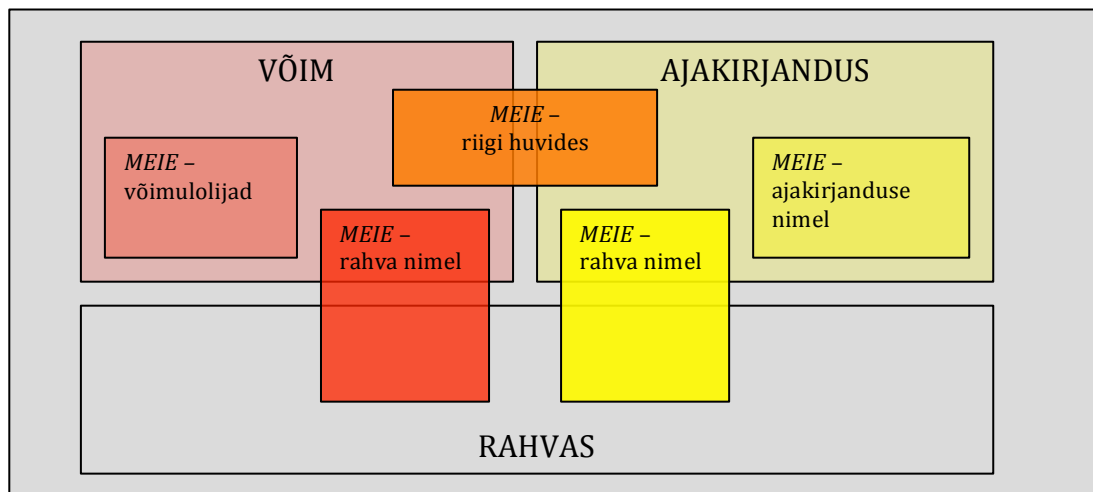 VÕIM
AJAKIRJANDUS
MEIE –
riigi huvides
MEIE –
võimulolijad
MEIE –
ajakirjanduse
nimel
MEIE –
rahva nimel
MEIE –
rahva nimel
RAHVAS